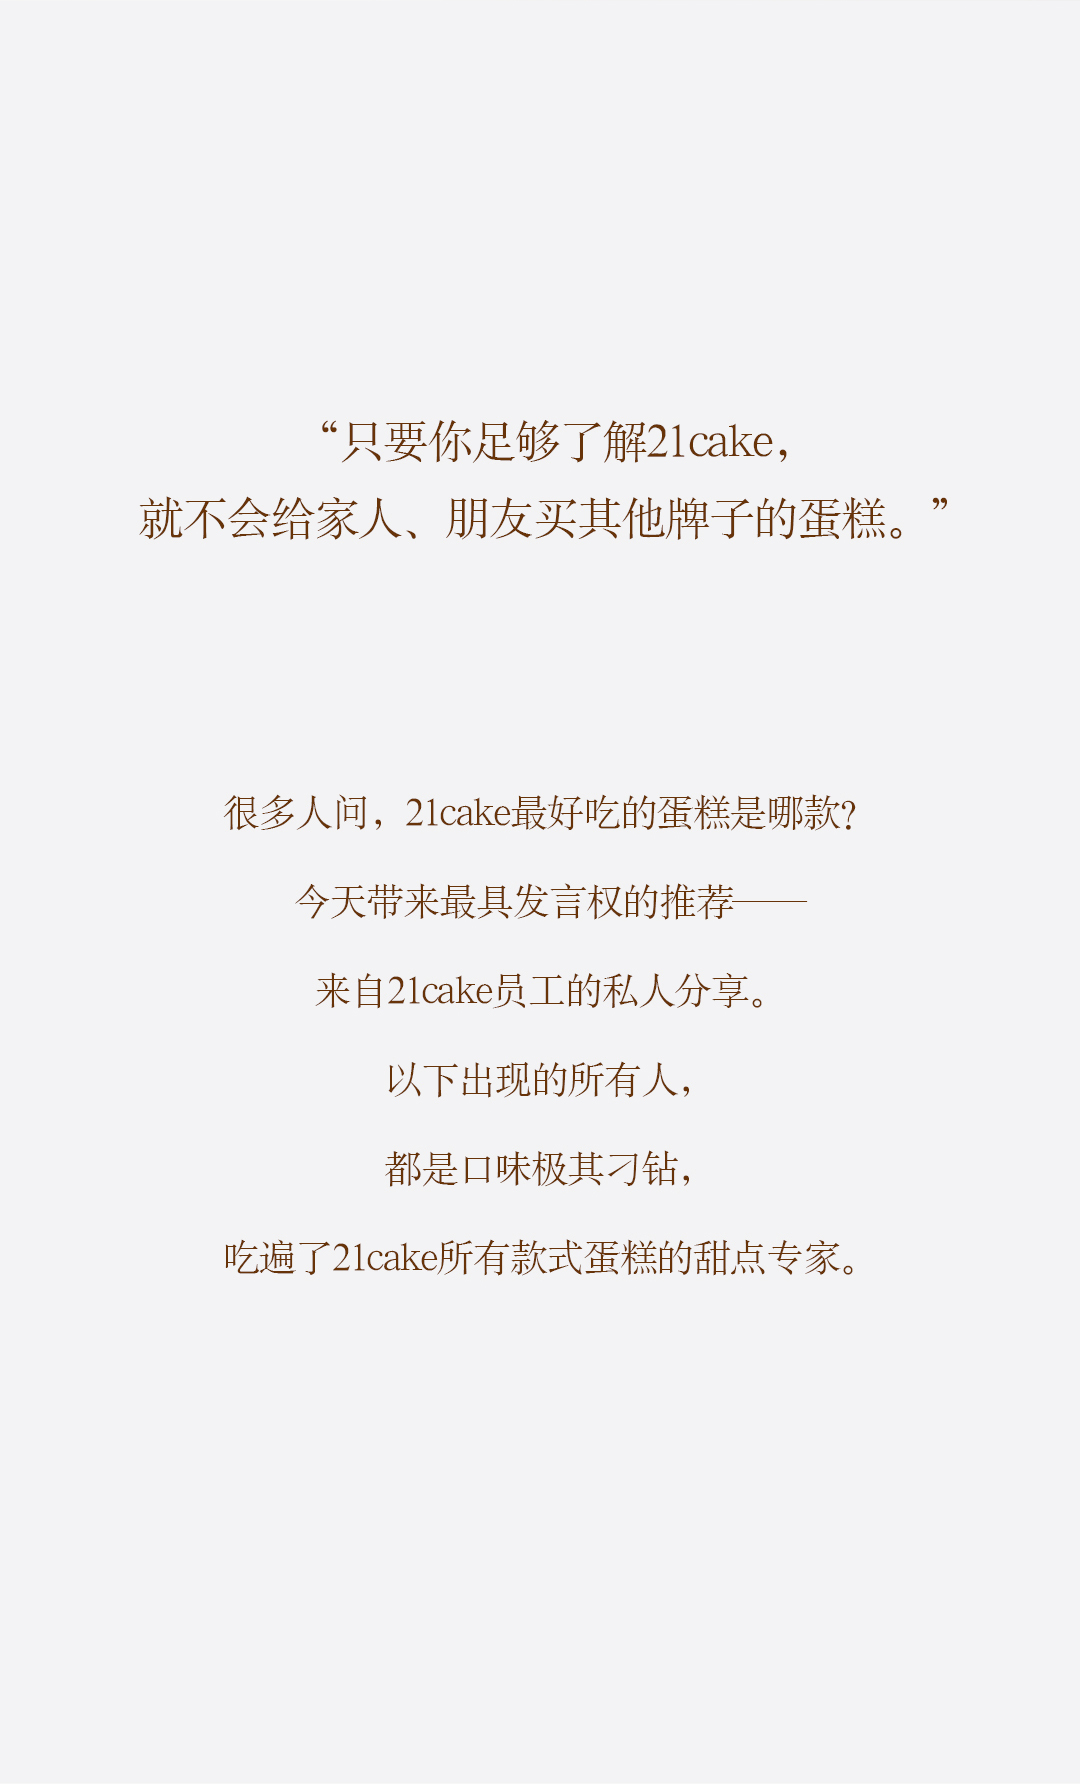 “只要你足够了解21cake，
就不会给家人、朋友买其他牌子的蛋糕。”
很多人问，21cake最好吃的蛋糕是哪款？
今天带来最具发言权的推荐——
来自21cake员工的私人分享。
以下出现的所有人，
都是口味极其刁钻，
吃遍了21cake所有款式蛋糕的甜点专家。